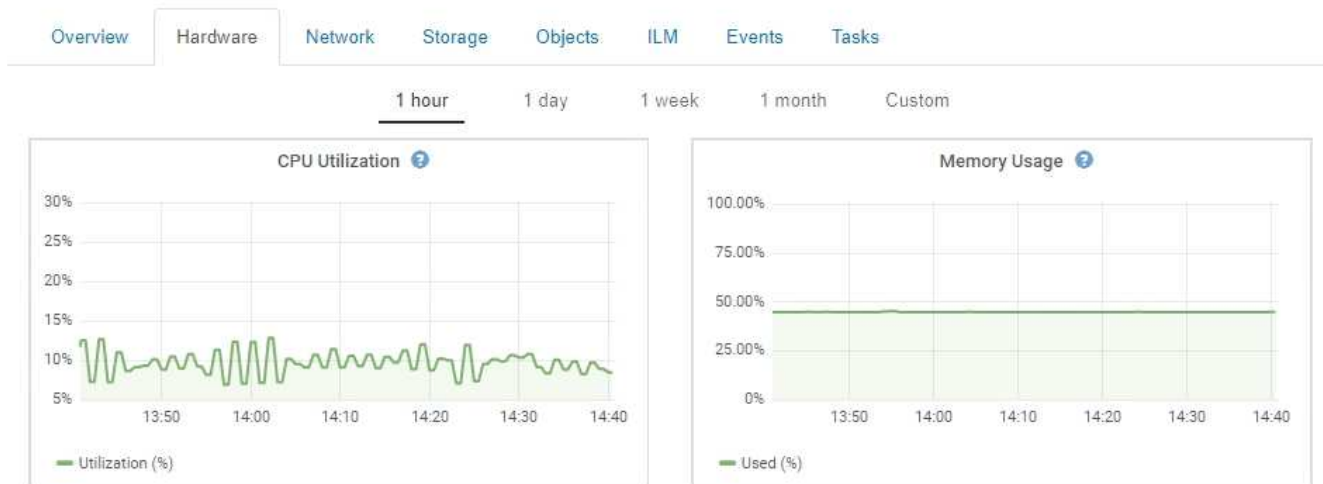 Overview Hardware Network Storage Objects ILM Events Tasks
1 hour 1 day 1 week 1 month Custom
CPU Utilization ?
30%
25%
20%
15%
10%
5%
13:50 14:00 14:10 14:20 14:30 14:40
Utilization (%)
Memory Usage ?
100.00%
75.00%
50.00%
25.00%
0%
13:50 14:00 14:10 14:20 14:30 14:40
Used (%)